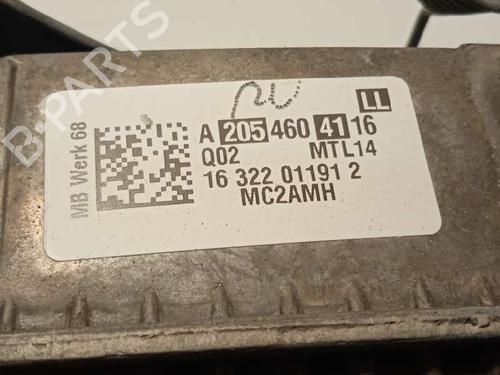 LL
A 205 460 41 16
Q02 MTL14
16 322 01191 2
MC2AMH
MB Werk 68
B-PARTS